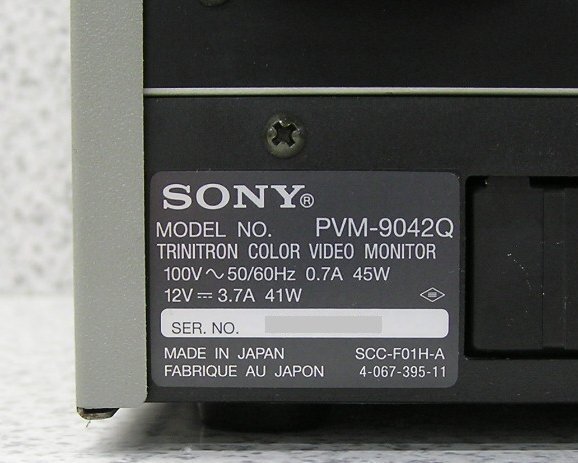 SONY®
MODEL NO. PVM-9042Q
TRINITRON COLOR VIDEO MONITOR
100V ~ 50/60Hz 0.7A 45W
12V ⎓ 3.7A 41W
SER. NO.
MADE IN JAPAN SCC-F01H-A
FABRIQUE AU JAPON 4-067-395-11